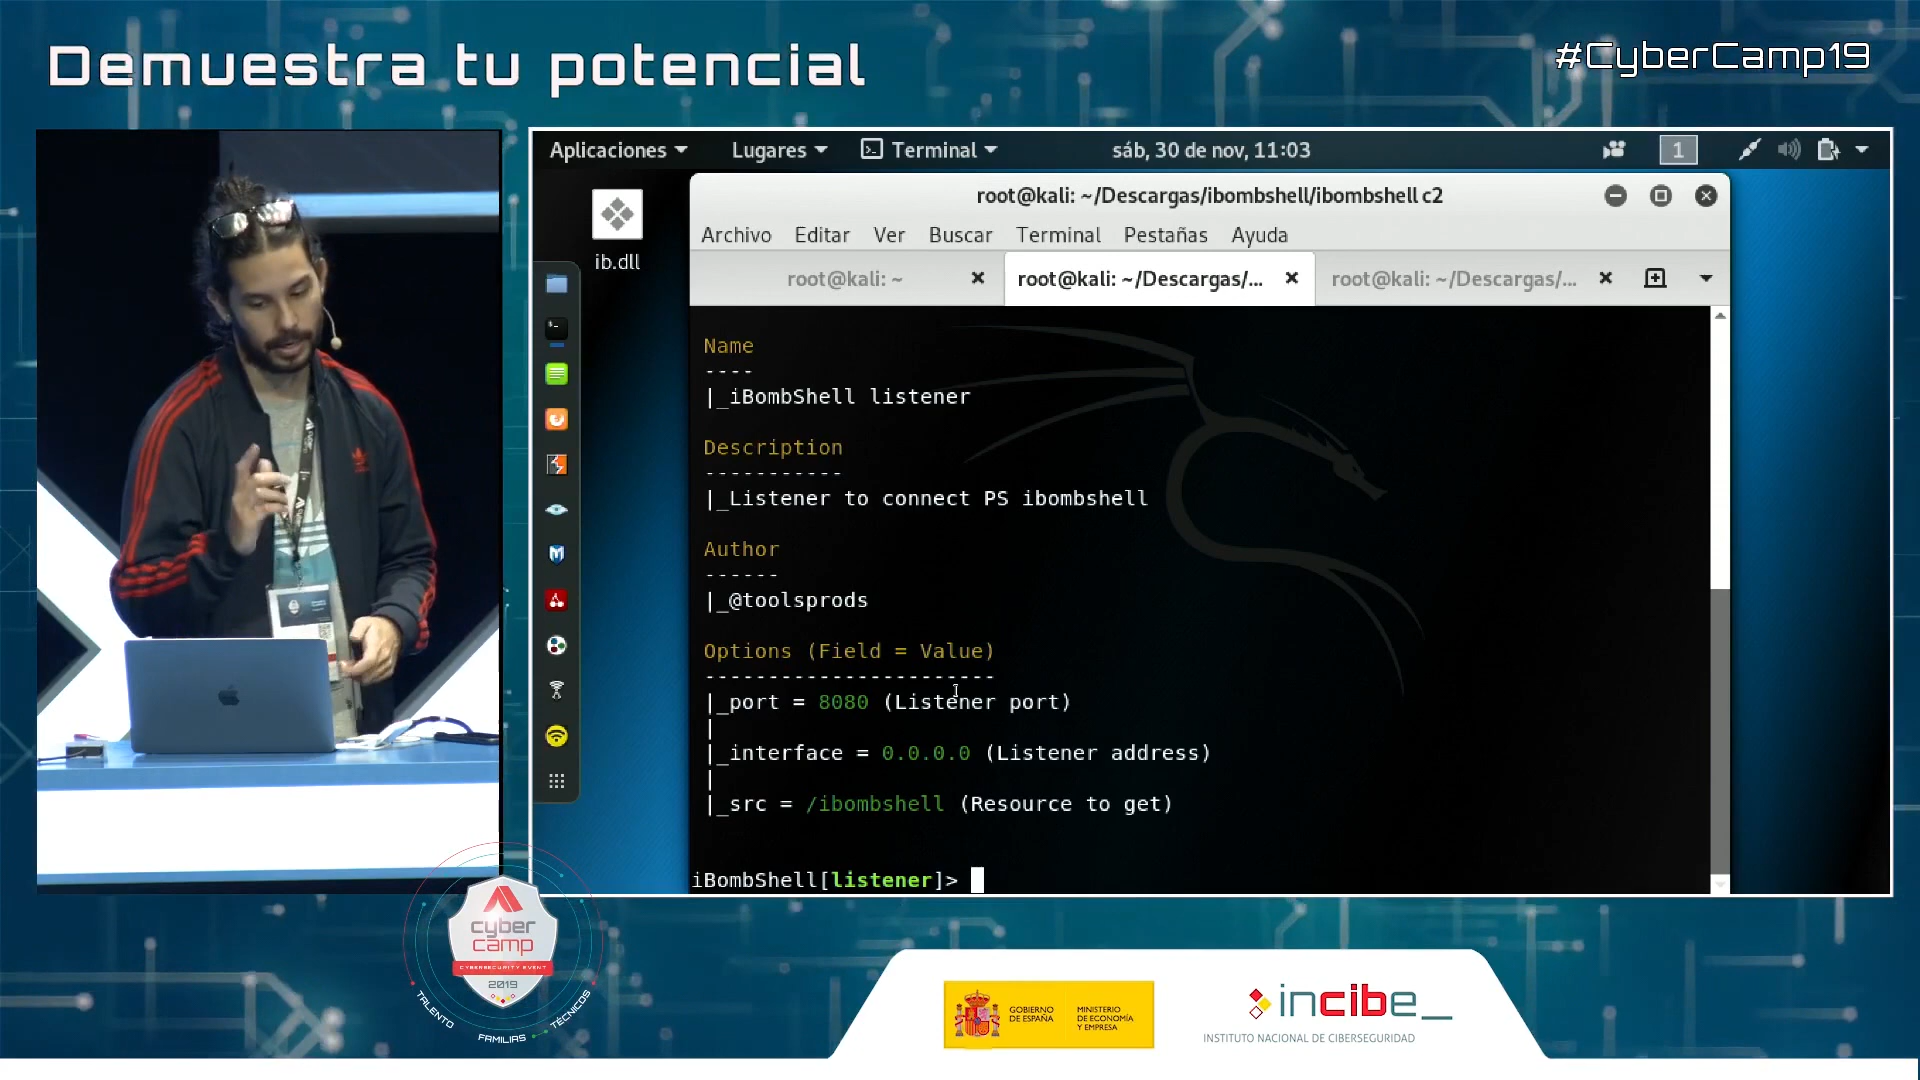 Demuestra tu potencial
#CyberCamp19
Aplicaciones
Lugares
Terminal
sáb, 30 de nov, 11:03
1
ib.dll
root@kali: ~/Descargas/ibombshell/ibombshell c2
Archivo Editar Ver Buscar Terminal Pestañas Ayuda
root@kali: ~
root@kali: ~/Descargas/...
root@kali: ~/Descargas/...
Name
----
|_iBombShell listener
Description
-----------
|_Listener to connect PS ibombshell
Author
------
|_@toolsprods
Options (Field = Value)
-----------------------
|_port = 8080 (Listener port)
|
|_interface = 0.0.0.0 (Listener address)
|
|_src = /ibombshell (Resource to get)
iBombShell[listener]>
cyber
camp
CYBERSECURITY EVENT
2019
TALENTO
FAMILIAS
TÉCNICOS
GOBIERNO
DE ESPAÑA
MINISTERIO
DE ECONOMÍA
Y EMPRESA
incibe_
INSTITUTO NACIONAL DE CIBERSEGURIDAD